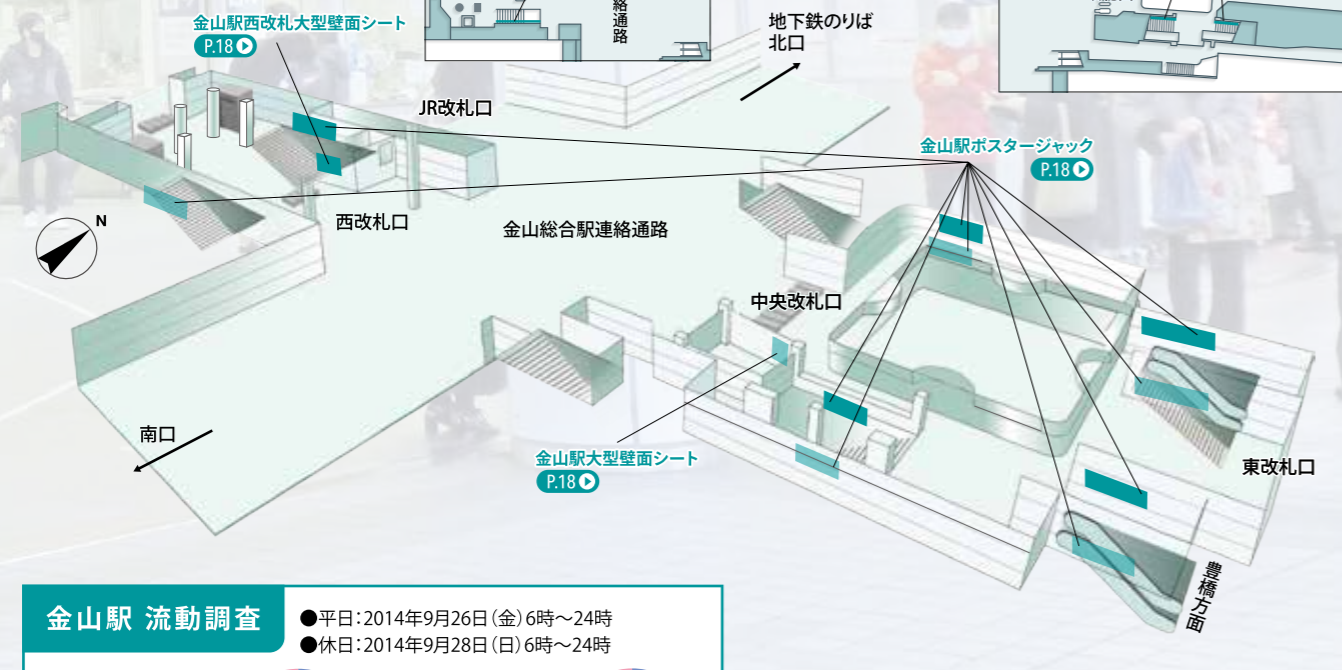 金山駅西改札大型壁面シート
P.18
絡通路
地下鉄のりば
北口
JR改札口
金山駅ポスタージャック
P.18
N
西改札口
金山総合駅連絡通路
中央改札口
南口
金山駅大型壁面シート
P.18
東改札口
豊橋方面
金山駅 流動調査
●平日:2014年9月26日(金)6時~24時
●休日:2014年9月28日(日)6時~24時